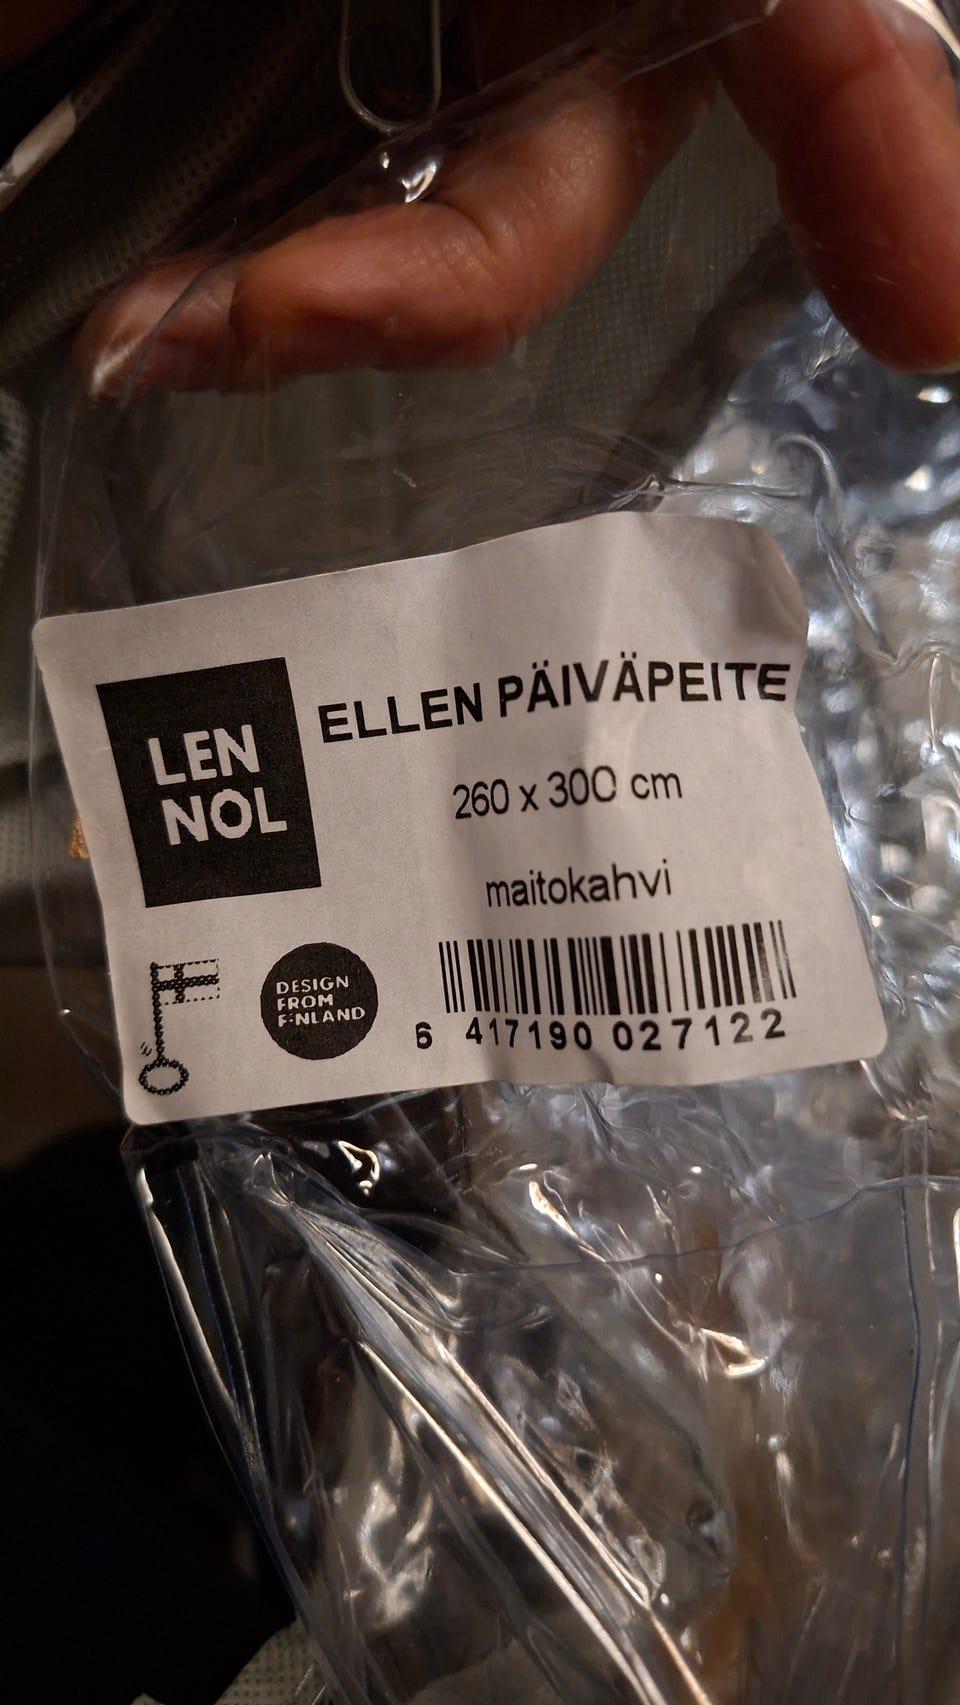 LEN
NOL
ELLEN PÄIVÄPEITE
260 x 300 cm
maitokahvi
DESIGN
FROM
FINLAND
6 417190 027122